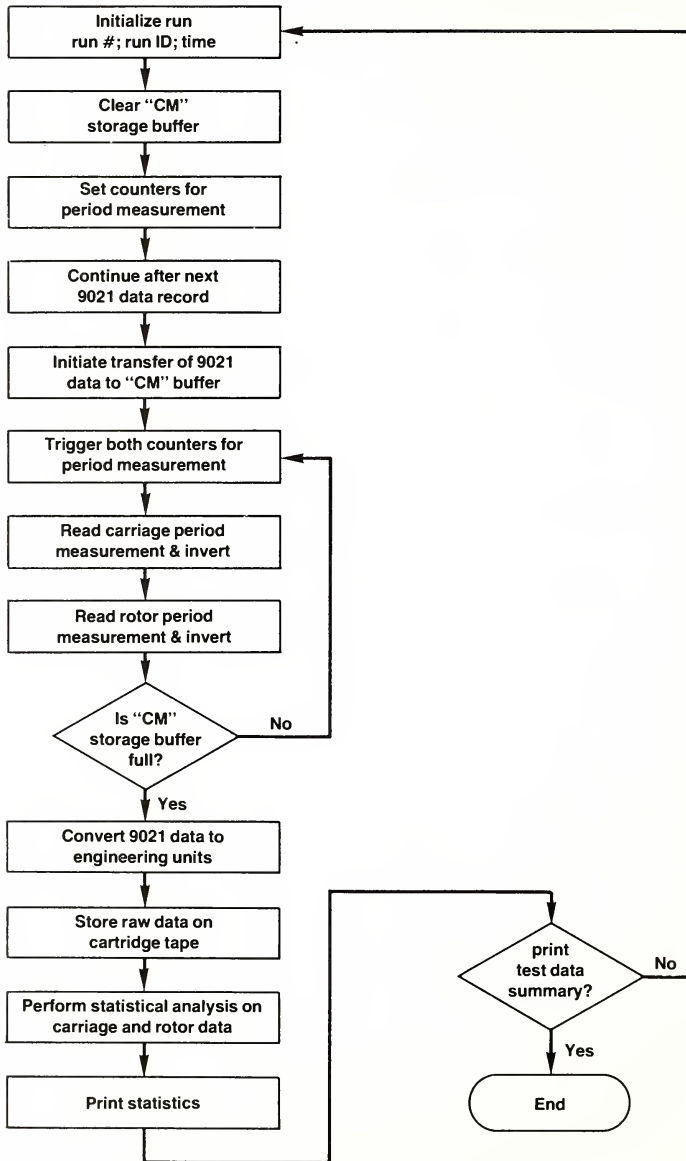 Initialize run
run #; run ID; time
Clear “CM”
storage buffer
Set counters for
period measurement
Continue after next
9021 data record
Initiate transfer of 9021
data to “CM” buffer
Trigger both counters for
period measurement
Read carriage period
measurement & invert
Read rotor period
measurement & invert
Is “CM”
storage buffer
full?
No
Yes
Convert 9021 data to
engineering units
Store raw data on
cartridge tape
Perform statistical analysis on
carriage and rotor data
Print statistics
print
test data
summary?
No
Yes
End